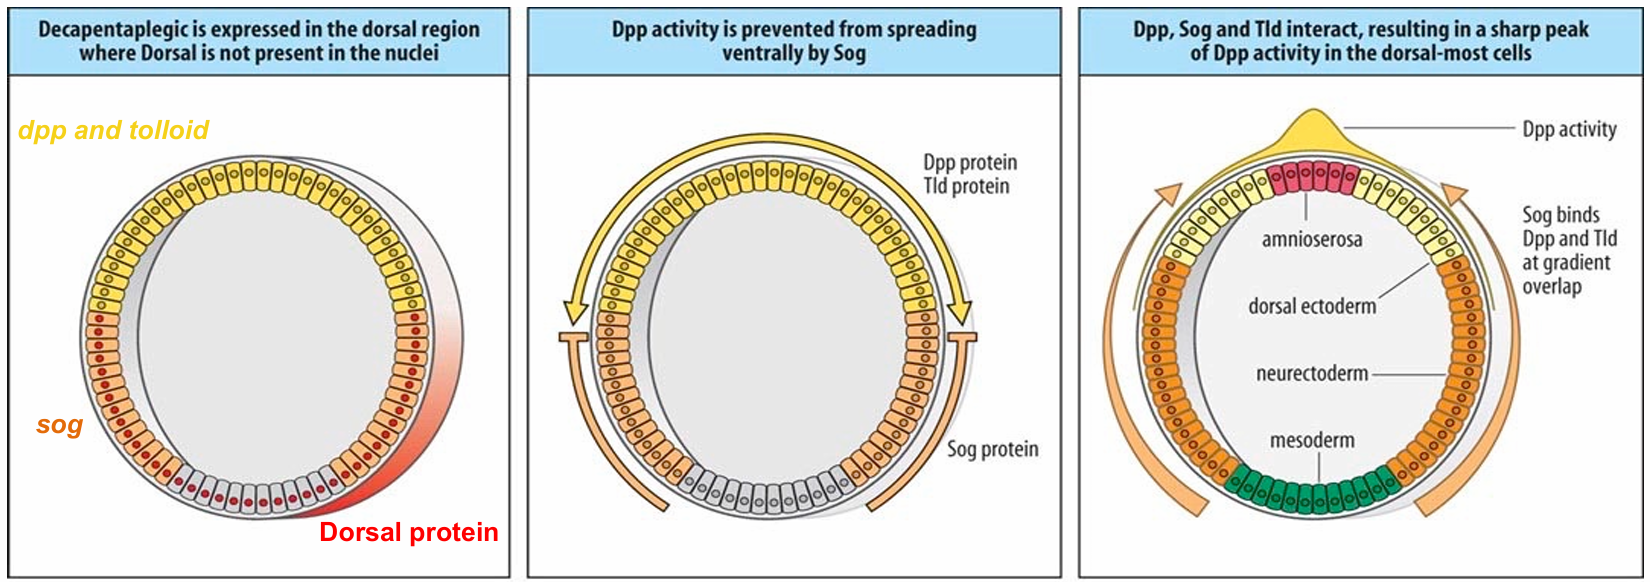 Decapentaplegic is expressed in the dorsal region
where Dorsal is not present in the nuclei
dpp and tolloid
sog
Dorsal protein
Dpp activity is prevented from spreading
ventrally by Sog
Dpp protein
Tld protein
Sog protein
Dpp, Sog and Tld interact, resulting in a sharp peak
of Dpp activity in the dorsal-most cells
Dpp activity
Sog binds
Dpp and Tld
at gradient
overlap
amnioserosa
dorsal ectoderm
neurectoderm
mesoderm